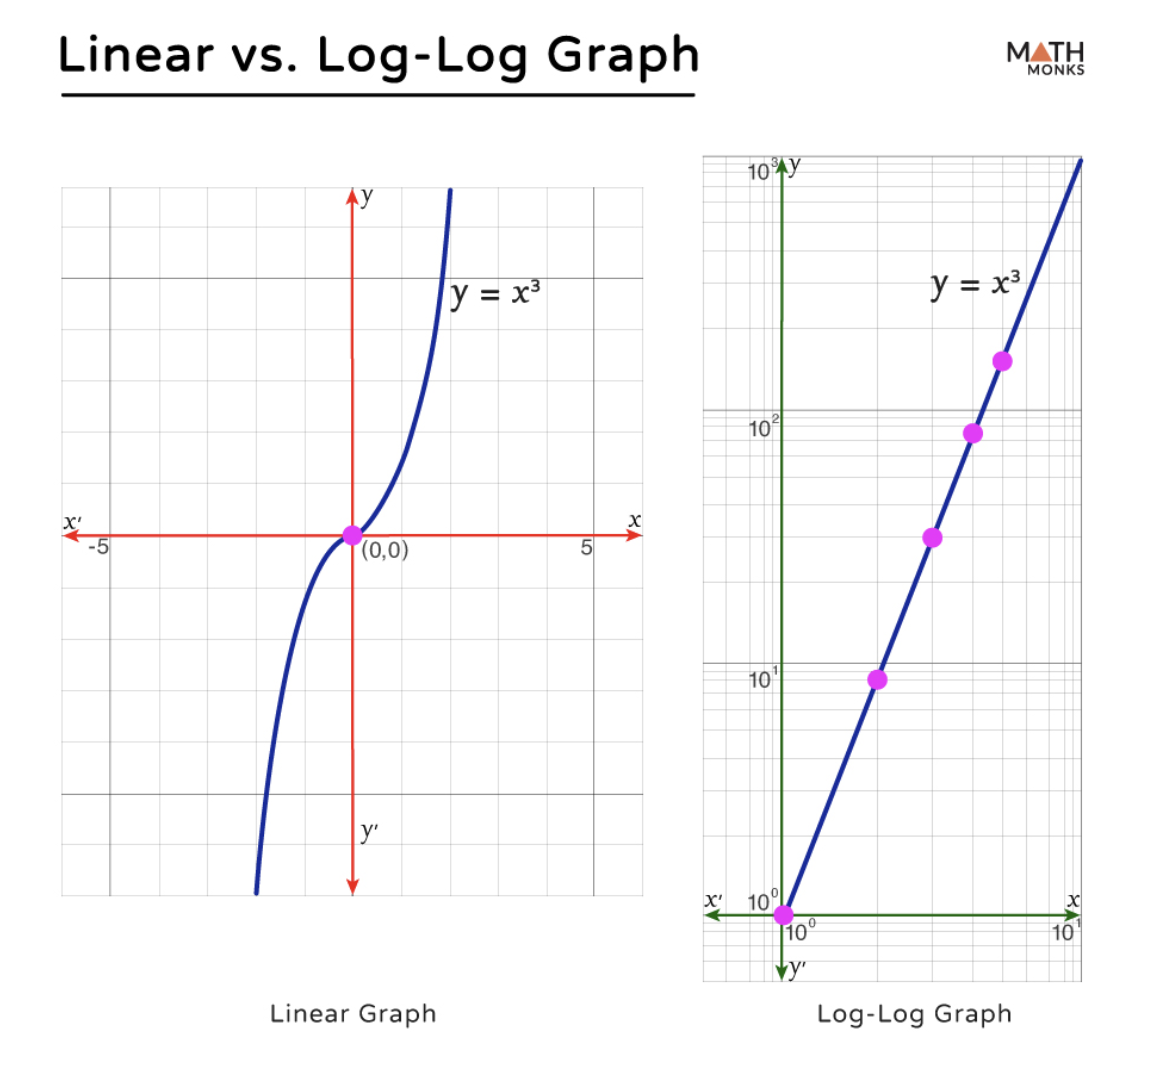 Linear vs. Log-Log Graph
MATH
MONKS
y
y = x³
x'
x
-5
(0,0)
5
y'
Linear Graph
10³
y
y = x³
10²
10¹
x'
10⁰
x
10⁰
10¹
y'
Log-Log Graph